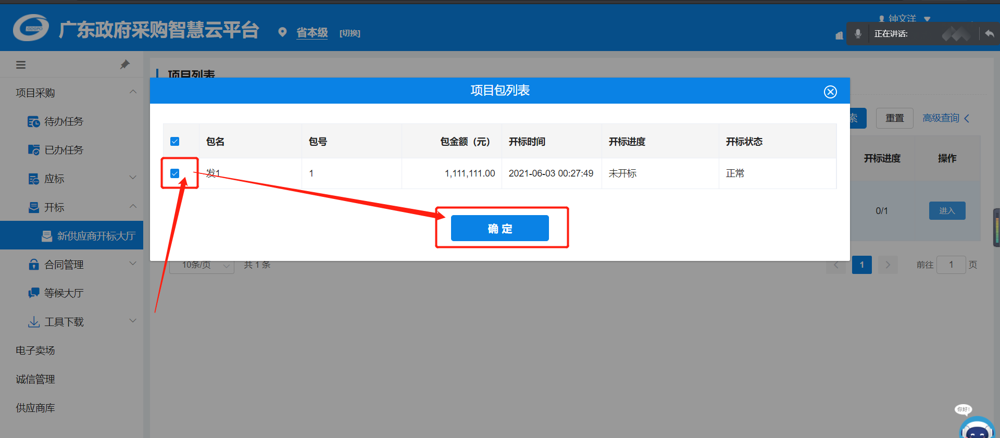 GDGPO
广东政府采购智慧云平台
省本级
[切换]
钟文洋
正在讲话:
项目采购
待办任务
已办任务
应标
开标
新供应商开标大厅
合同管理
等候大厅
工具下载
电子卖场
诚信管理
供应商库
项目列表
项目包列表
包名 包号 包金额（元） 开标时间 开标进度 开标状态
发1 1 1,111,111.00 2021-06-03 00:27:49 未开标 正常
确 定
索 重置 高级查询
开标进度 操作
0/1 进入
10条/页 共 1 条
1 前往 1 页
你好!